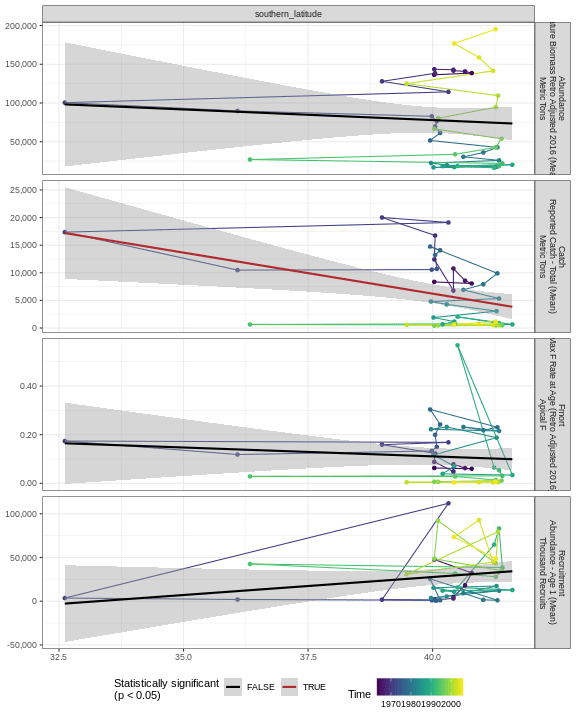 southern_latitude
200,000
150,000
100,000
50,000
Abundance
Biomass Retro Adjusted 2016
Metric Tons
25,000
20,000
15,000
10,000
5,000
0
Catch
Reported Catch - Total (Mean)
Metric Tons
0.40
0.20
0.00
Fmort
F Rate at Age (Retro Adjusted 2016
Apical F
100,000
50,000
0
-50,000
Recruitment
Abundance - Age 1 (Mean)
Thousand Recruits
32.5 35.0 37.5 40.0
Statistically significant
(p < 0.05)
FALSE TRUE
Time
1970198019902000